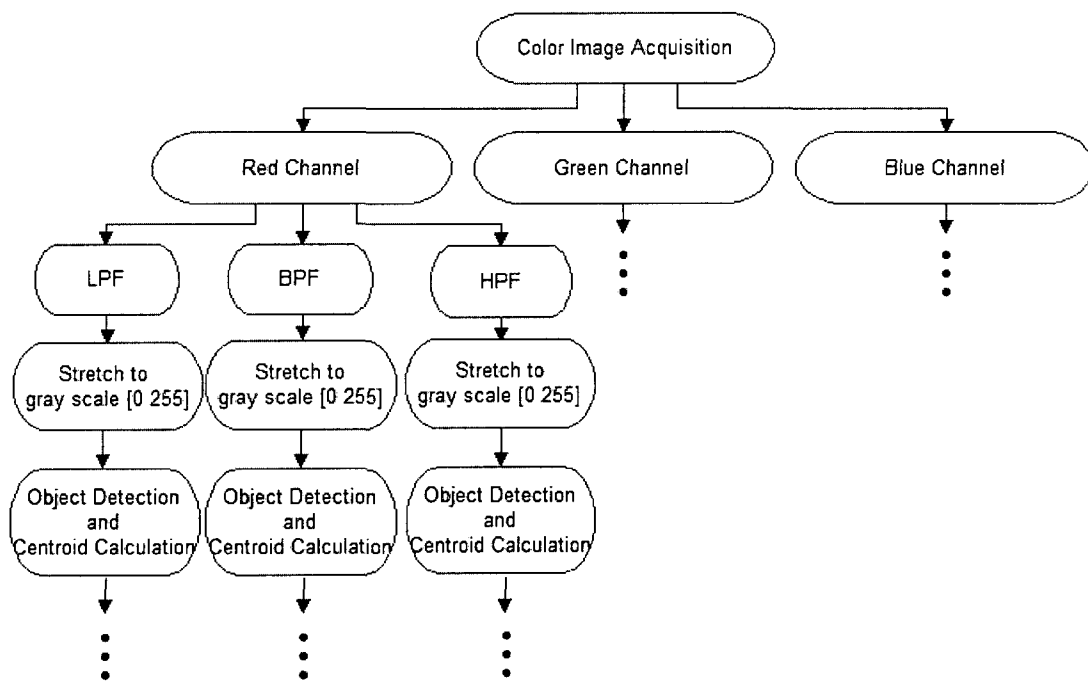 Color Image Acquisition
Red Channel
Green Channel
Blue Channel
LPF
BPF
HPF
Stretch to
gray scale [0 255]
Stretch to
gray scale [0 255]
Stretch to
gray scale [0 255]
Object Detection
and
Centroid Calculation
Object Detection
and
Centroid Calculation
Object Detection
and
Centroid Calculation